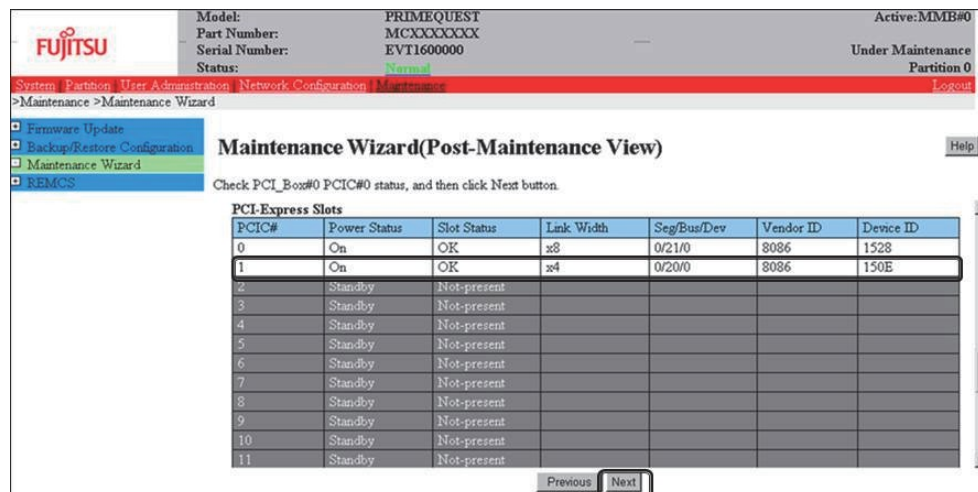 FUJITSU
Model: PRIMEQUEST Active:MMB#0
Part Number: MCXXXXXXX
Serial Number: EVT1600000 Under Maintenance
Status: Normal Partition 0
System | Partition | User Administration | Network Configuration | Maintenance Logout
>Maintenance >Maintenance Wizard
Firmware Update
Backup/Restore Configuration
Maintenance Wizard
REMCS
Maintenance Wizard(Post-Maintenance View) Help
Check PCI_Box#0 PCIC#0 status, and then click Next button.
PCI-Express Slots
PCIC# Power Status Slot Status Link Width Seg/Bus/Dev Vendor ID Device ID
0 On OK x8 0/21/0 8086 1528
1 On OK x4 0/20/0 8086 150E
2 Standby Not-present
3 Standby Not-present
4 Standby Not-present
5 Standby Not-present
6 Standby Not-present
7 Standby Not-present
8 Standby Not-present
9 Standby Not-present
10 Standby Not-present
11 Standby Not-present
Previous Next